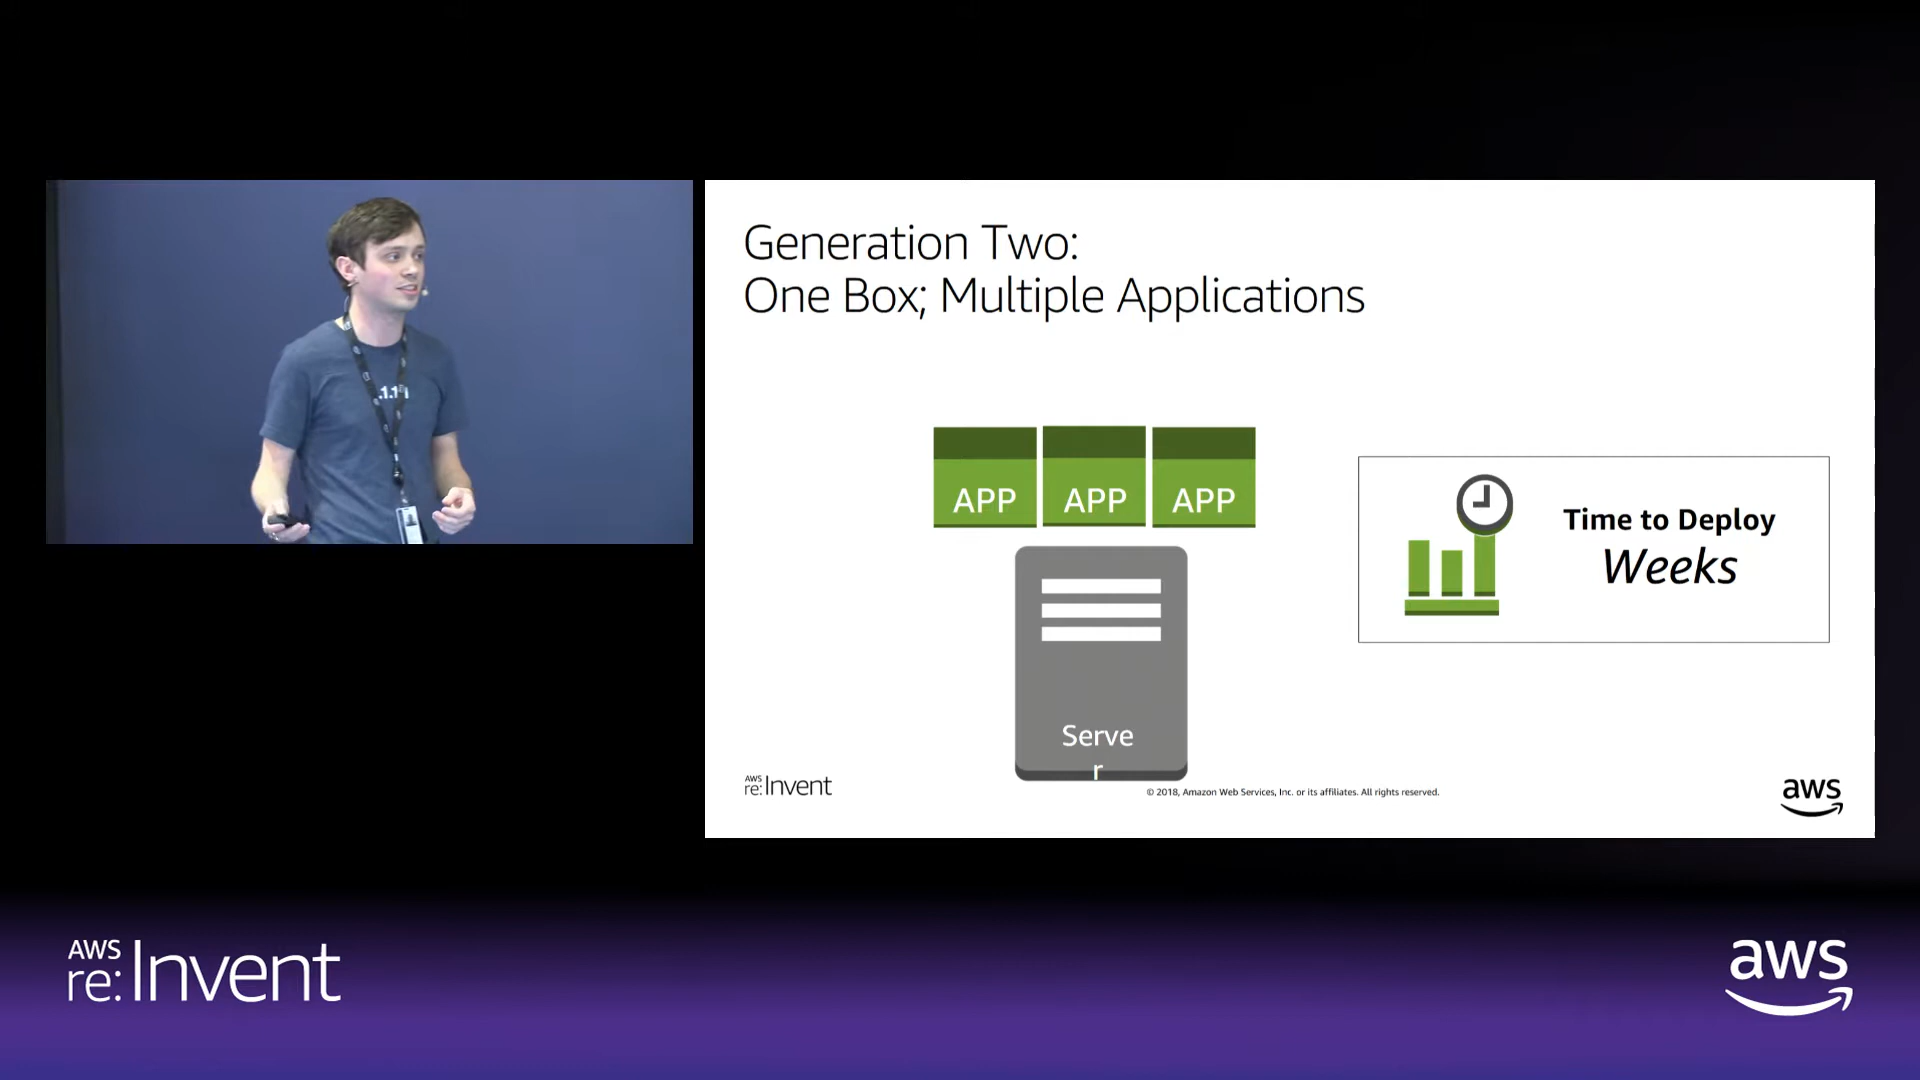 Generation Two:
One Box; Multiple Applications
APP APP APP
Time to Deploy
Weeks
Serve
r
AWS
re:Invent
© 2018, Amazon Web Services, Inc. or its affiliates. All rights reserved.
aws
AWS
re:Invent
aws